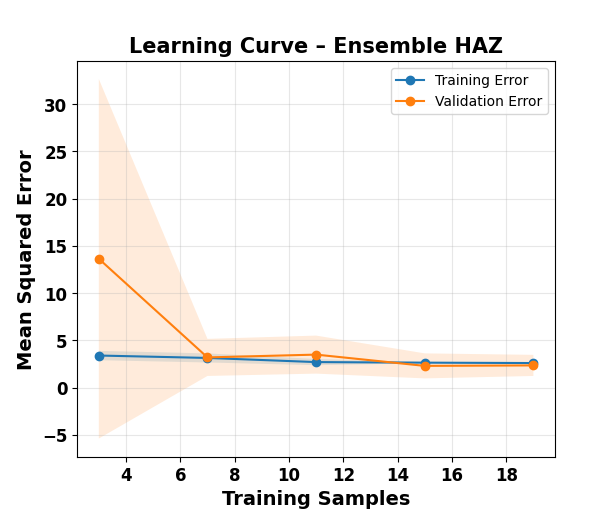 Learning Curve – Ensemble HAZ
Training Error
Validation Error
Mean Squared Error
30
25
20
15
10
5
0
−5
4 6 8 10 12 14 16 18
Training Samples